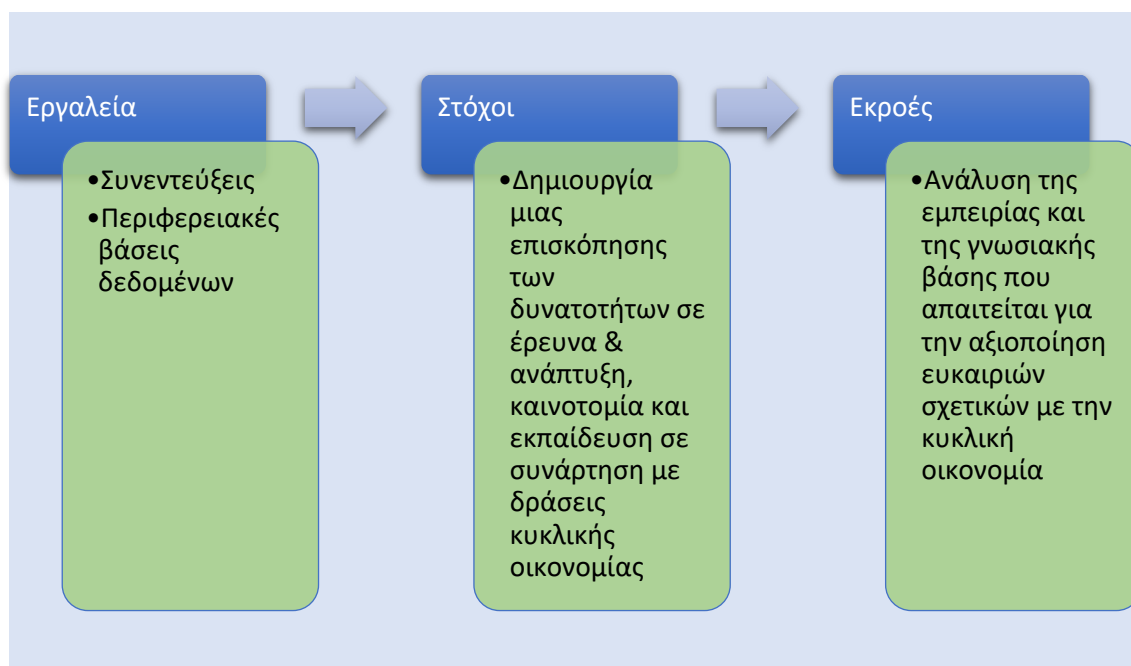 Εργαλεία
•Συνεντεύξεις
•Περιφερειακές
βάσεις
δεδομένων
Στόχοι
•Δημιουργία
μιας
επισκόπησης
των
δυνατοτήτων σε
έρευνα &
ανάπτυξη,
καινοτομία και
εκπαίδευση σε
συνάρτηση με
δράσεις
κυκλικής
οικονομίας
Εκροές
•Ανάλυση της
εμπειρίας και
της γνωσιακής
βάσης που
απαιτείται για
την αξιοποίηση
ευκαιριών
σχετικών με την
κυκλική
οικονομία